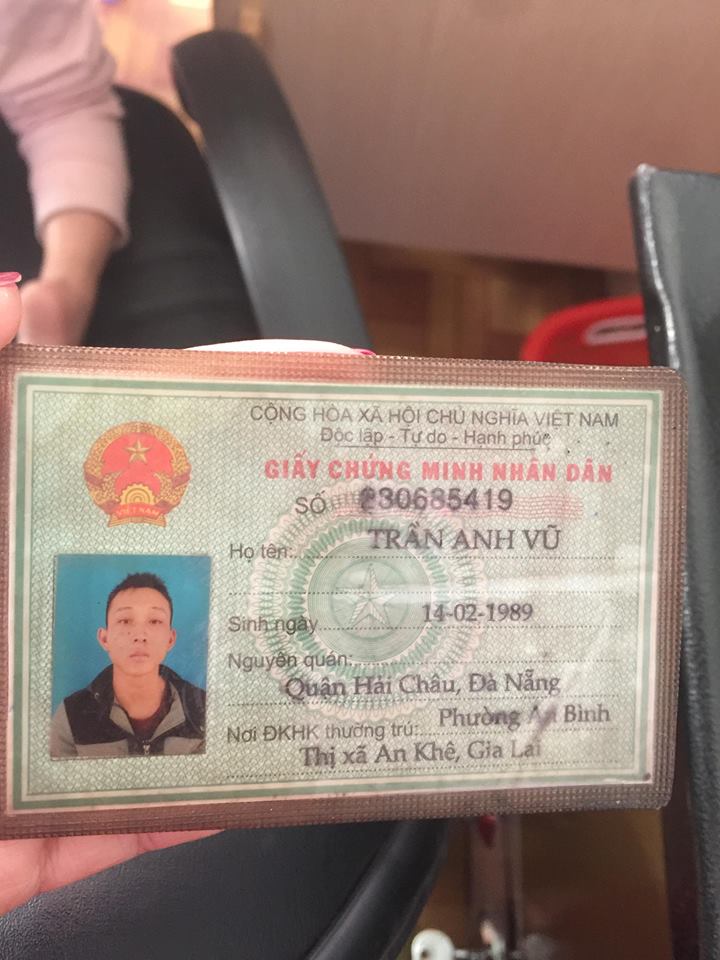 CỘNG HÒA XÃ HỘI CHỦ NGHĨA VIỆT NAM
Độc lập - Tự do - Hạnh phúc
GIẤY CHỨNG MINH NHÂN DÂN
SỐ 230685419
Họ tên: TRẦN ANH VŨ
Sinh ngày 14-02-1989
Nguyên quán:
Quận Hải Châu, Đà Nẵng
Nơi ĐKHK thường trú: Phường An Bình
Thị xã An Khê, Gia Lai
VIỆT NAM